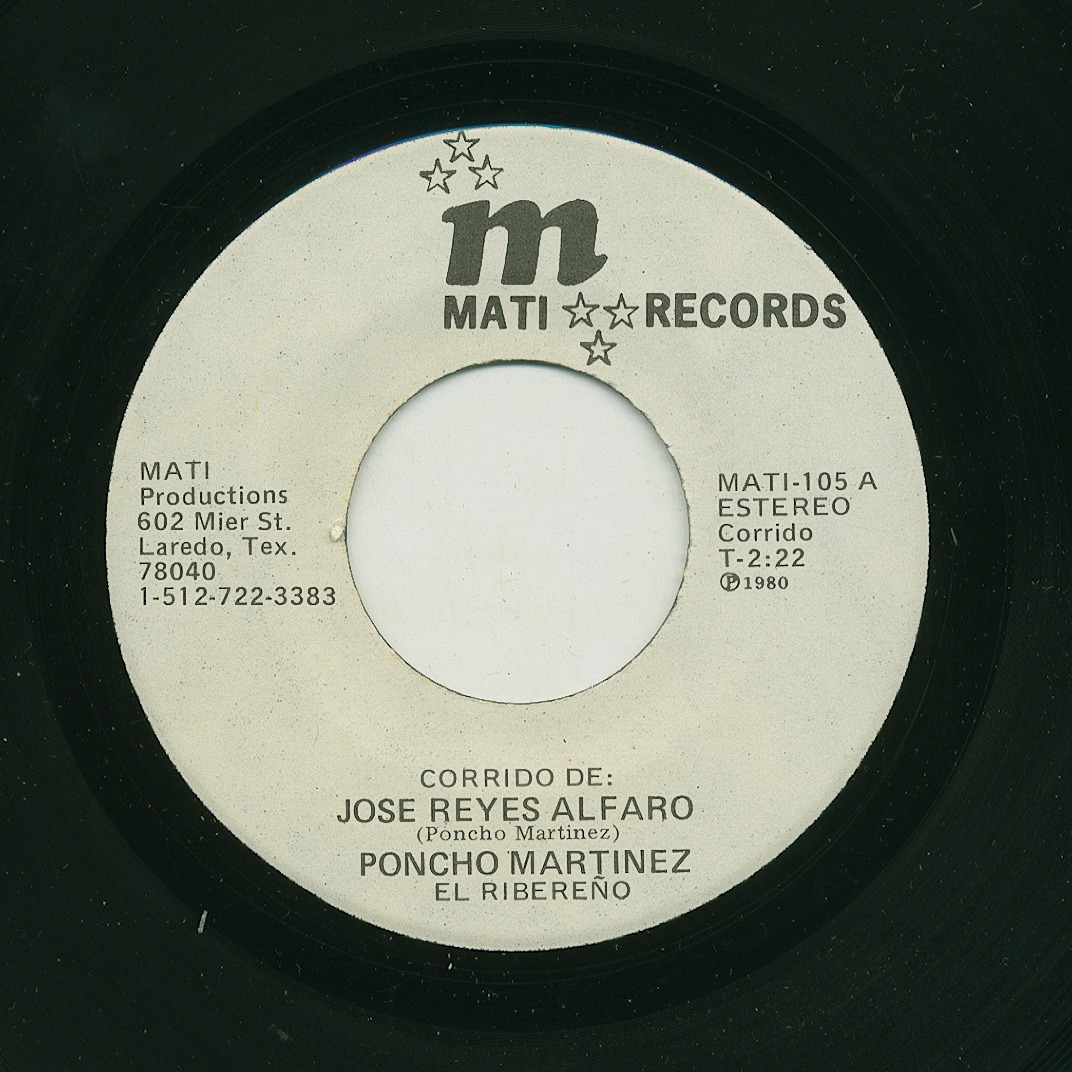 m
MATI RECORDS
MATI
Productions
602 Mier St.
Laredo, Tex.
78040
1-512-722-3383
MATI-105 A
ESTEREO
Corrido
T-2:22
℗1980
CORRIDO DE:
JOSE REYES ALFARO
(Poncho Martinez)
PONCHO MARTINEZ
EL RIBEREÑO